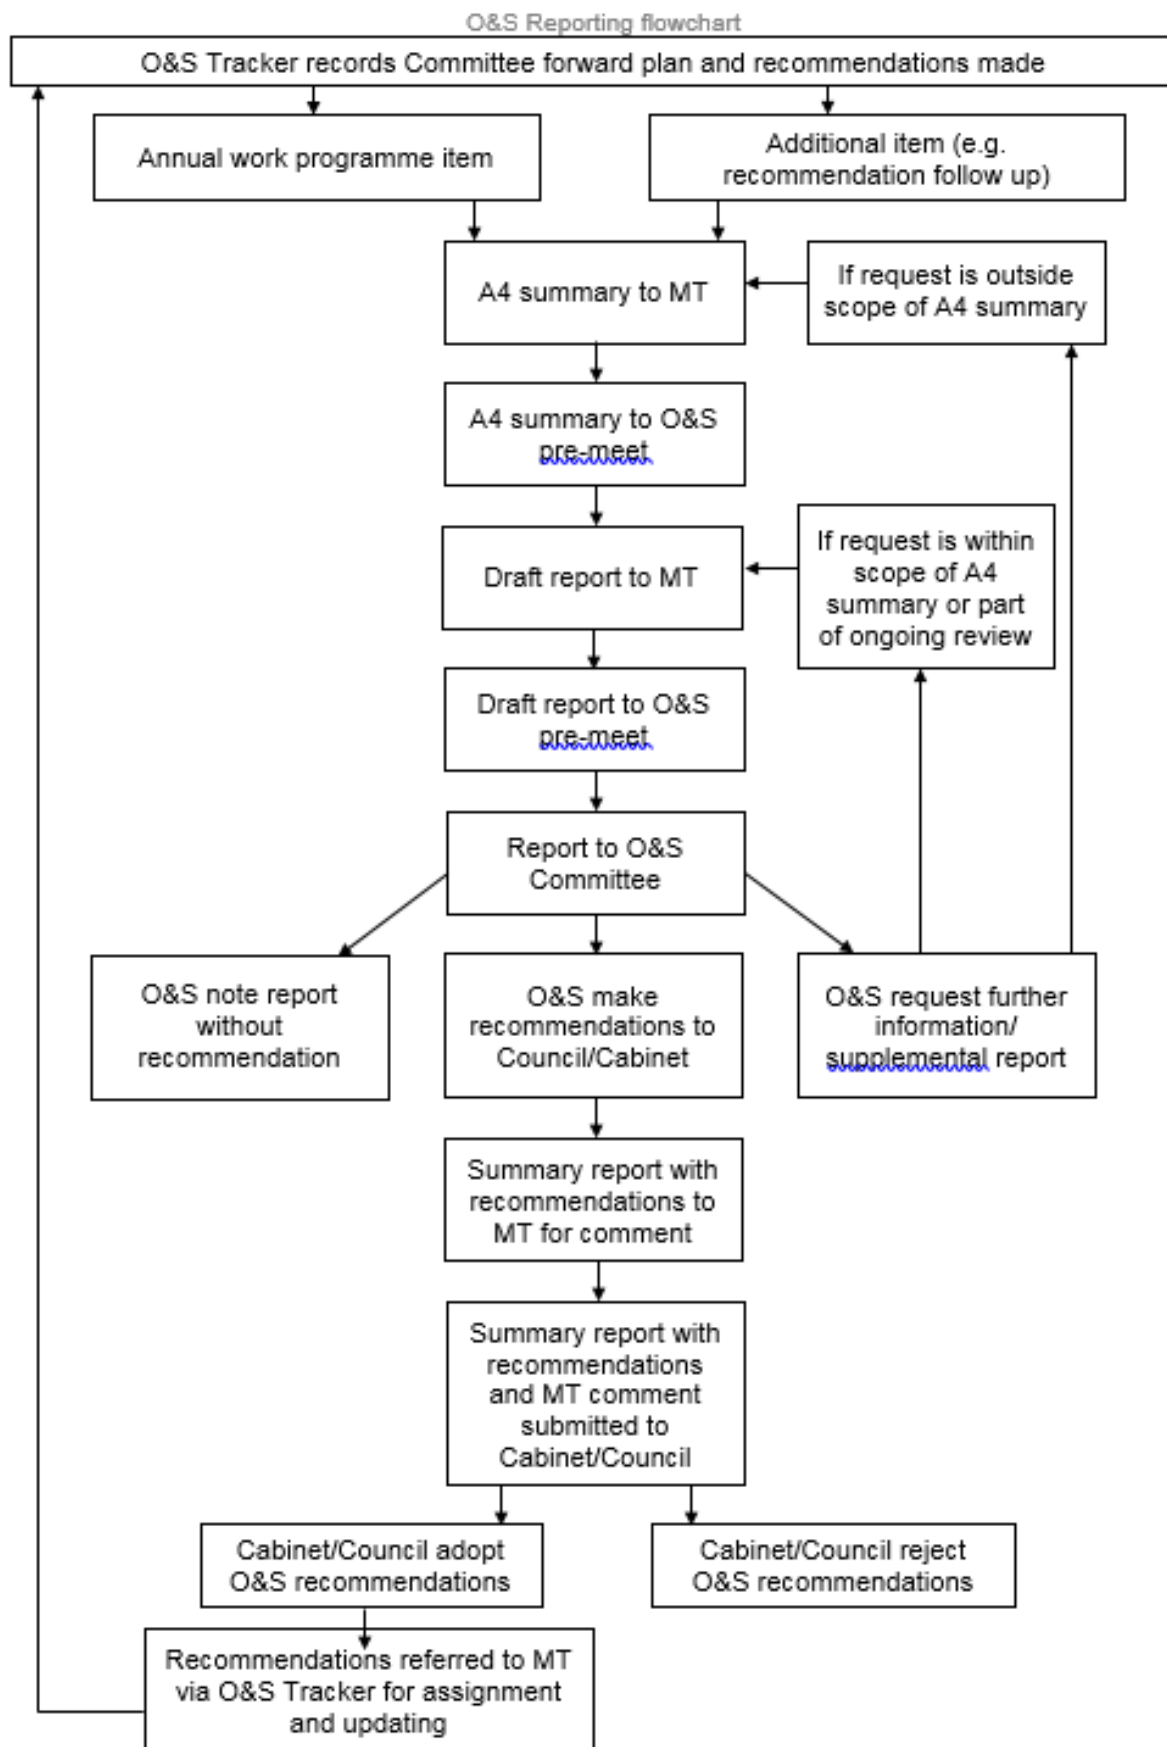 O&S Reporting flowchart
O&S Tracker records Committee forward plan and recommendations made
Annual work programme item
Additional item (e.g.
recommendation follow up)
A4 summary to MT
If request is outside
scope of A4 summary
A4 summary to O&S
pre-meet
Draft report to MT
If request is within
scope of A4
summary or part
of ongoing review
Draft report to O&S
pre-meet
Report to O&S
Committee
O&S note report
without
recommendation
O&S make
recommendations to
Council/Cabinet
O&S request further
information/
supplemental report
Summary report with
recommendations to
MT for comment
Summary report with
recommendations
and MT comment
submitted to
Cabinet/Council
Cabinet/Council adopt
O&S recommendations
Cabinet/Council reject
O&S recommendations
Recommendations referred to MT
via O&S Tracker for assignment
and updating